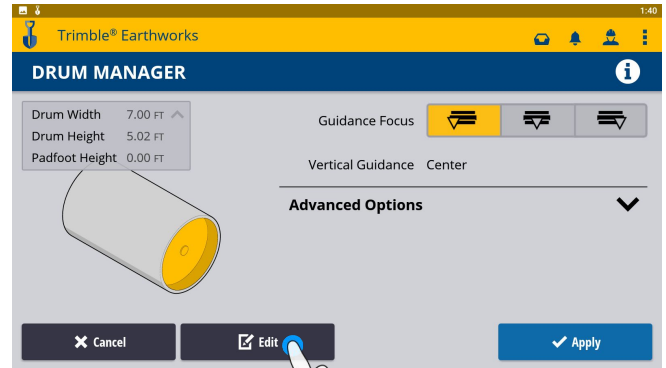 1:40
Trimble® Earthworks
DRUM MANAGER
Drum Width 7.00 FT
Drum Height 5.02 FT
Padfoot Height 0.00 FT
Guidance Focus
Vertical Guidance Center
Advanced Options
Cancel
Edit
Apply